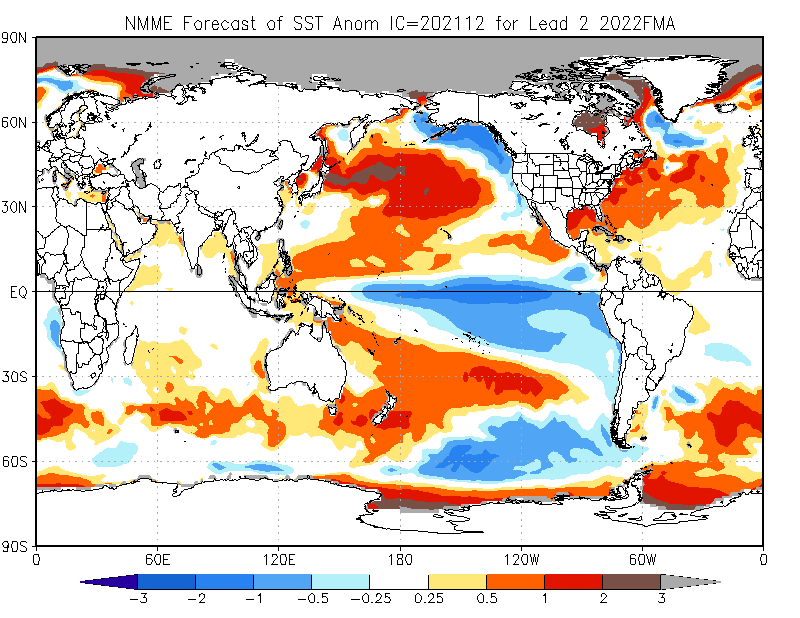 NMME Forecast of SST Anom IC=202112 for Lead 2 2022FMA
90N
60N
30N
EQ
30S
60S
90S
0 60E 120E 180 120W 60W 0
-3 -2 -1 -0.5 -0.25 0.25 0.5 1 2 3